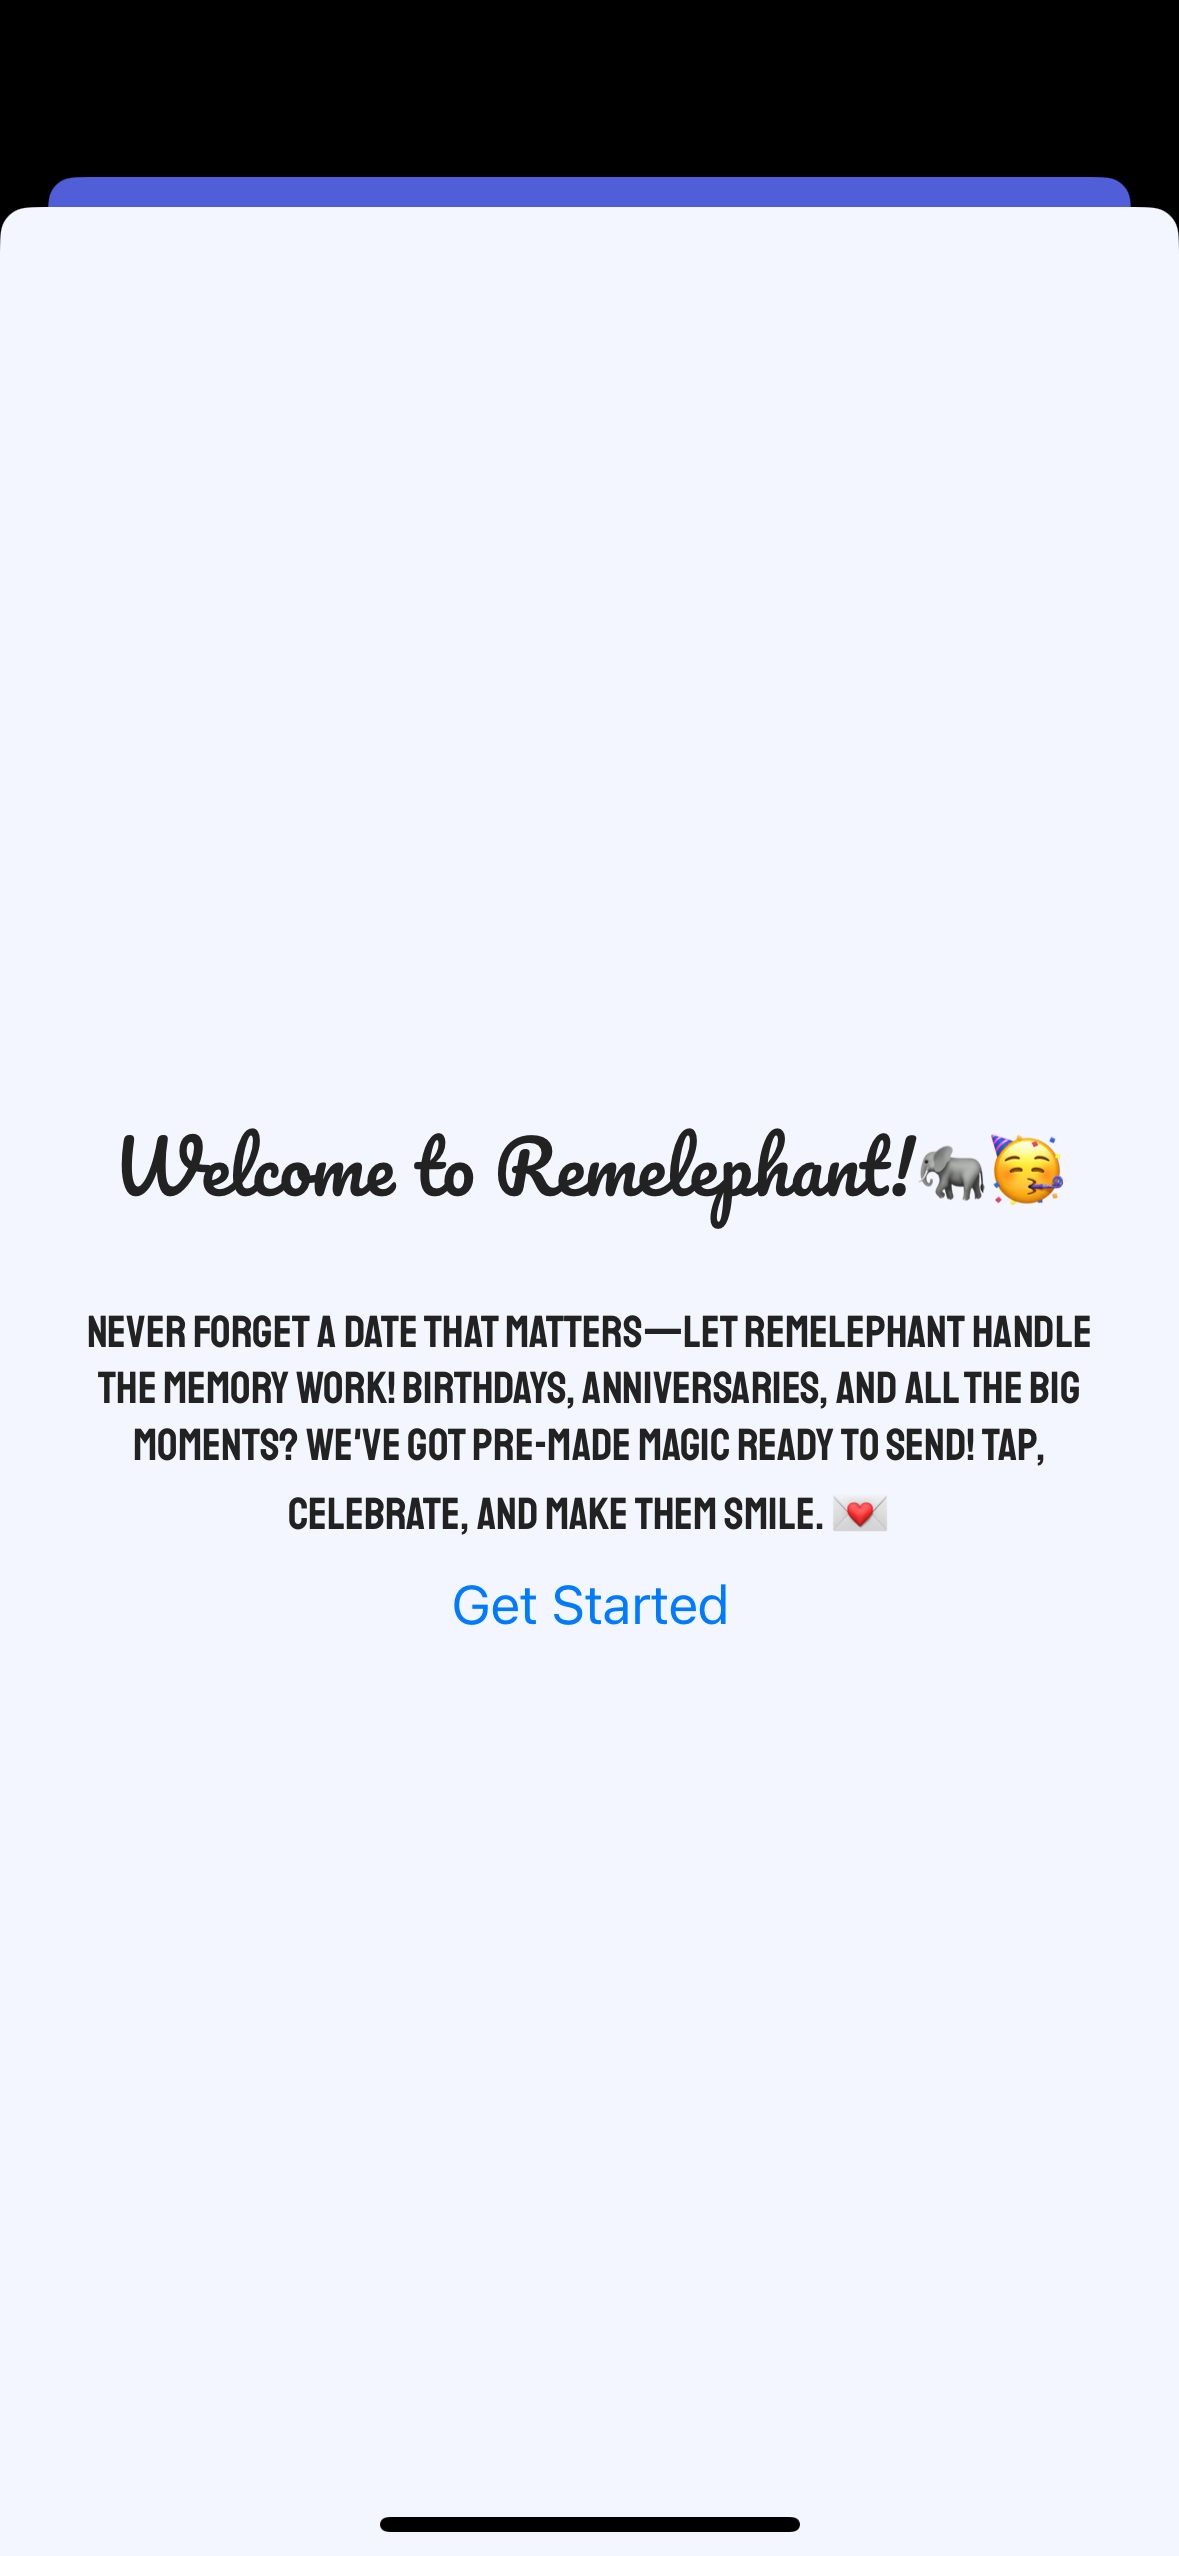 Welcome to Remelephant!🐘🥳
NEVER FORGET A DATE THAT MATTERS—LET REMELEPHANT HANDLE
THE MEMORY WORK! BIRTHDAYS, ANNIVERSARIES, AND ALL THE BIG
MOMENTS? WE'VE GOT PRE-MADE MAGIC READY TO SEND! TAP,
CELEBRATE, AND MAKE THEM SMILE. 💌
Get Started